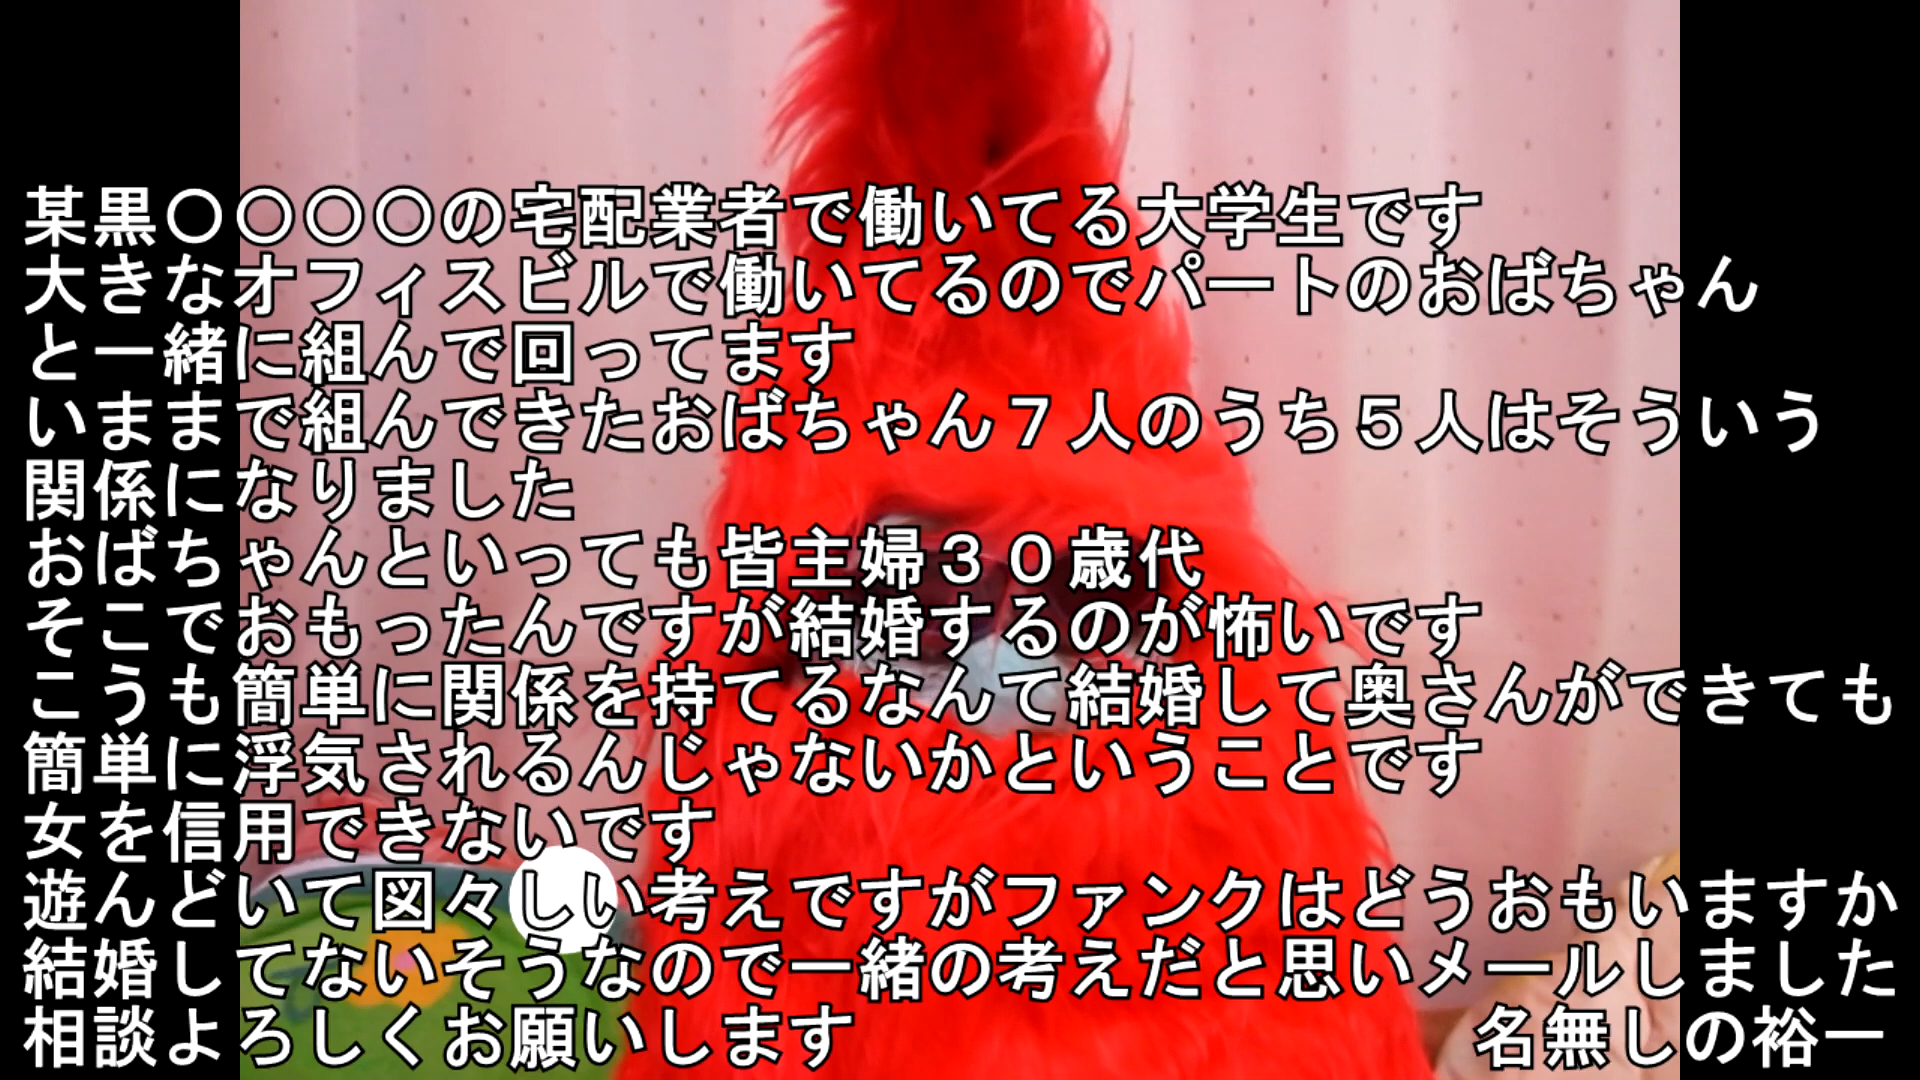 某黒○○○○の宅配業者で働いてる大学生です
大きなオフィスビルで働いてるのでパートのおばちゃん
と一緒に組んで回ってます
いままで組んできたおばちゃん７人のうち５人はそういう
関係になりました
おばちゃんといっても皆主婦３０歳代
そこでおもったんですが結婚するのが怖いです
こうも簡単に関係を持てるなんて結婚して奥さんができても
簡単に浮気されるんじゃないかということです
女を信用できないです
遊んどいて図々しい考えですがファンクはどうおもいますか
結婚してないそうなので一緒の考えだと思いメールしました
相談よろしくお願いします　　　　　　　　　名無しの裕一